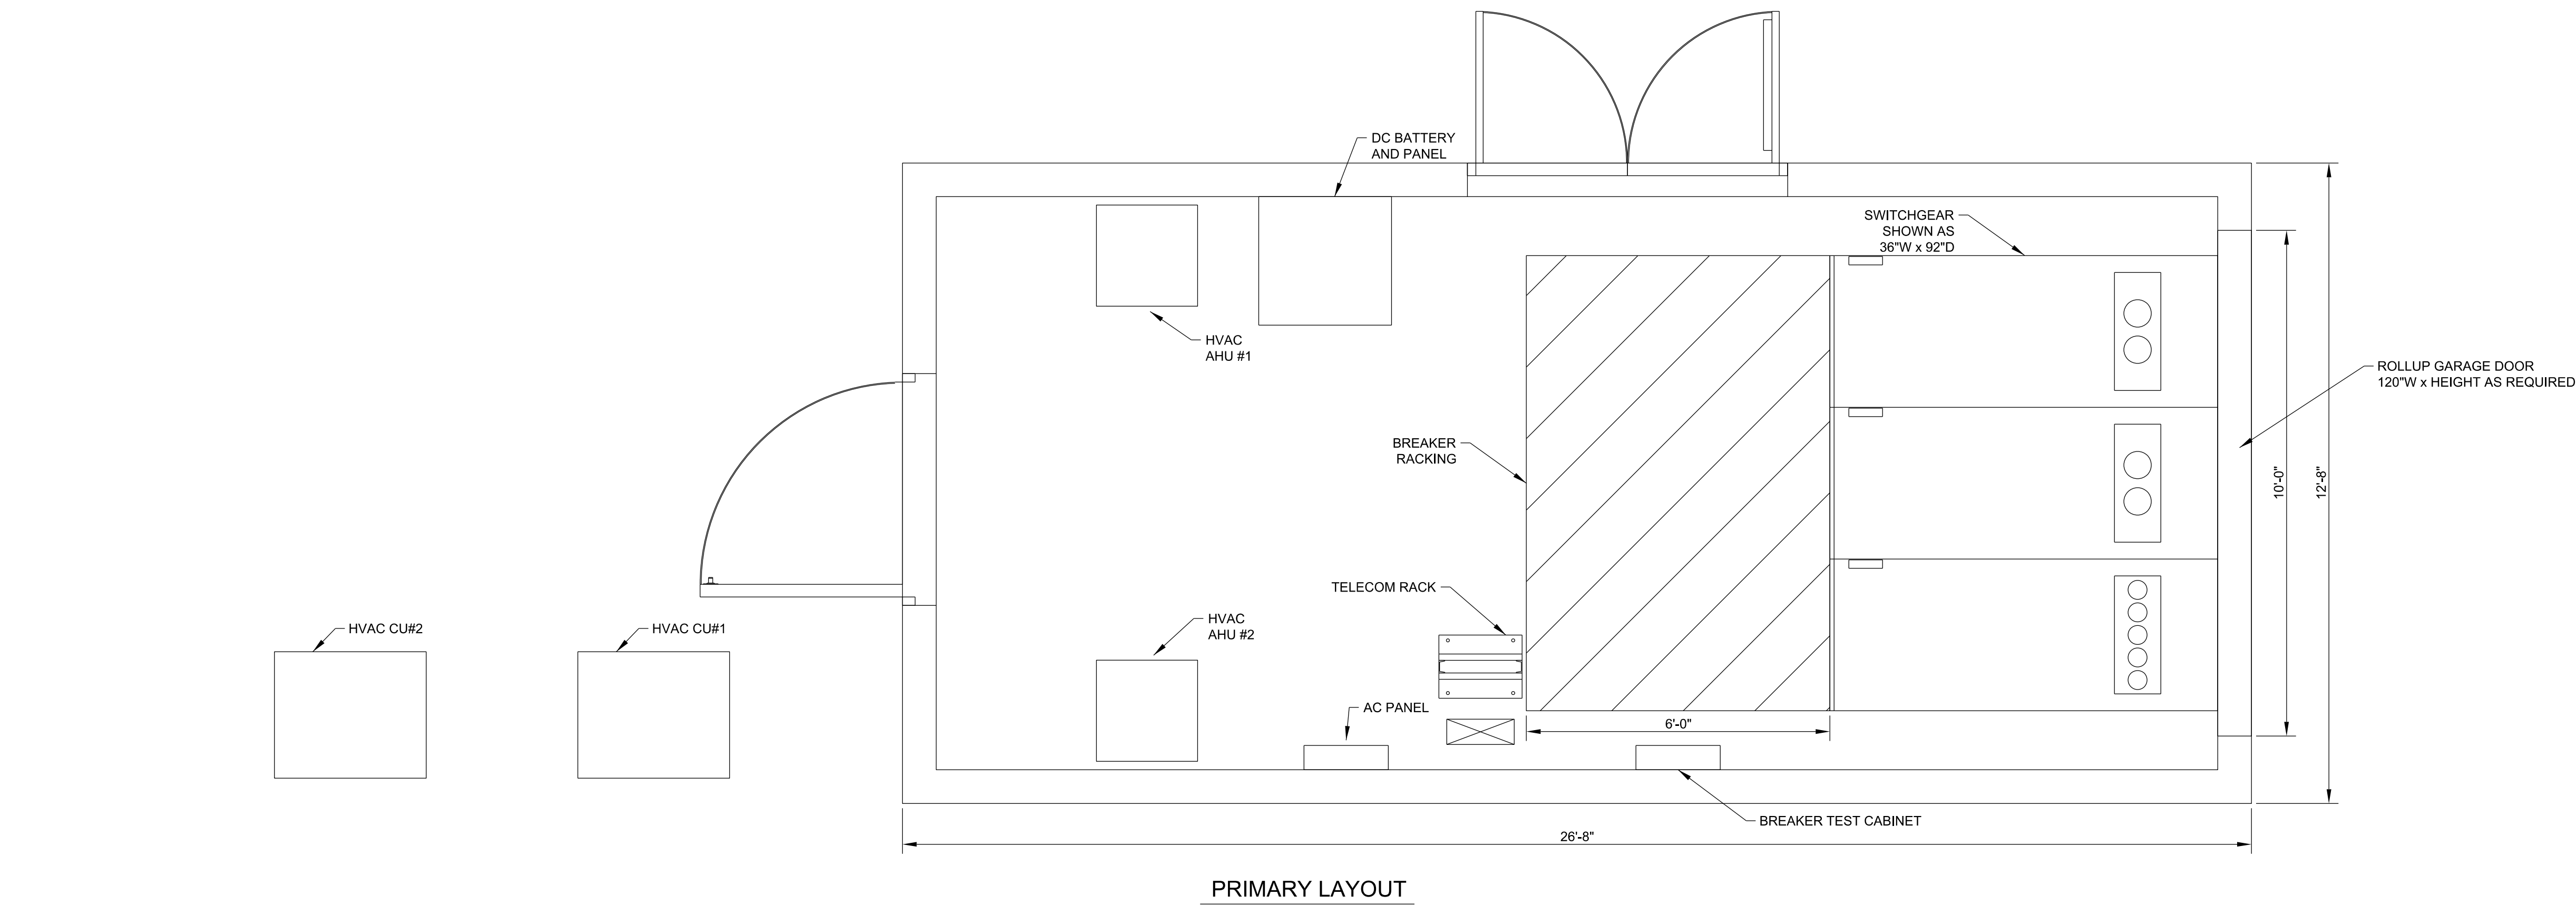 DC BATTERY
AND PANEL
SWITCHGEAR
SHOWN AS
36"W x 92"D
HVAC
AHU #1
ROLLUP GARAGE DOOR
120"W x HEIGHT AS REQUIRED
BREAKER
RACKING
10'-0"
12'-8"
TELECOM RACK
HVAC CU#2
HVAC CU#1
HVAC
AHU #2
AC PANEL
6'-0"
BREAKER TEST CABINET
26'-8"
PRIMARY LAYOUT